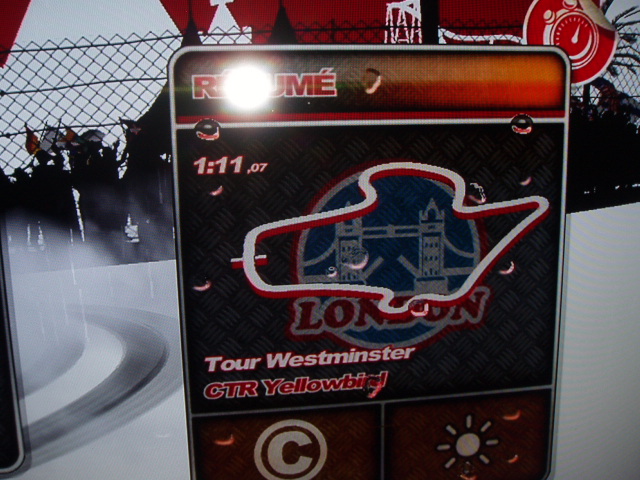 RÉSUMÉ
1:11,07
LONDON
Tour Westminster
CTR Yellowbird
C